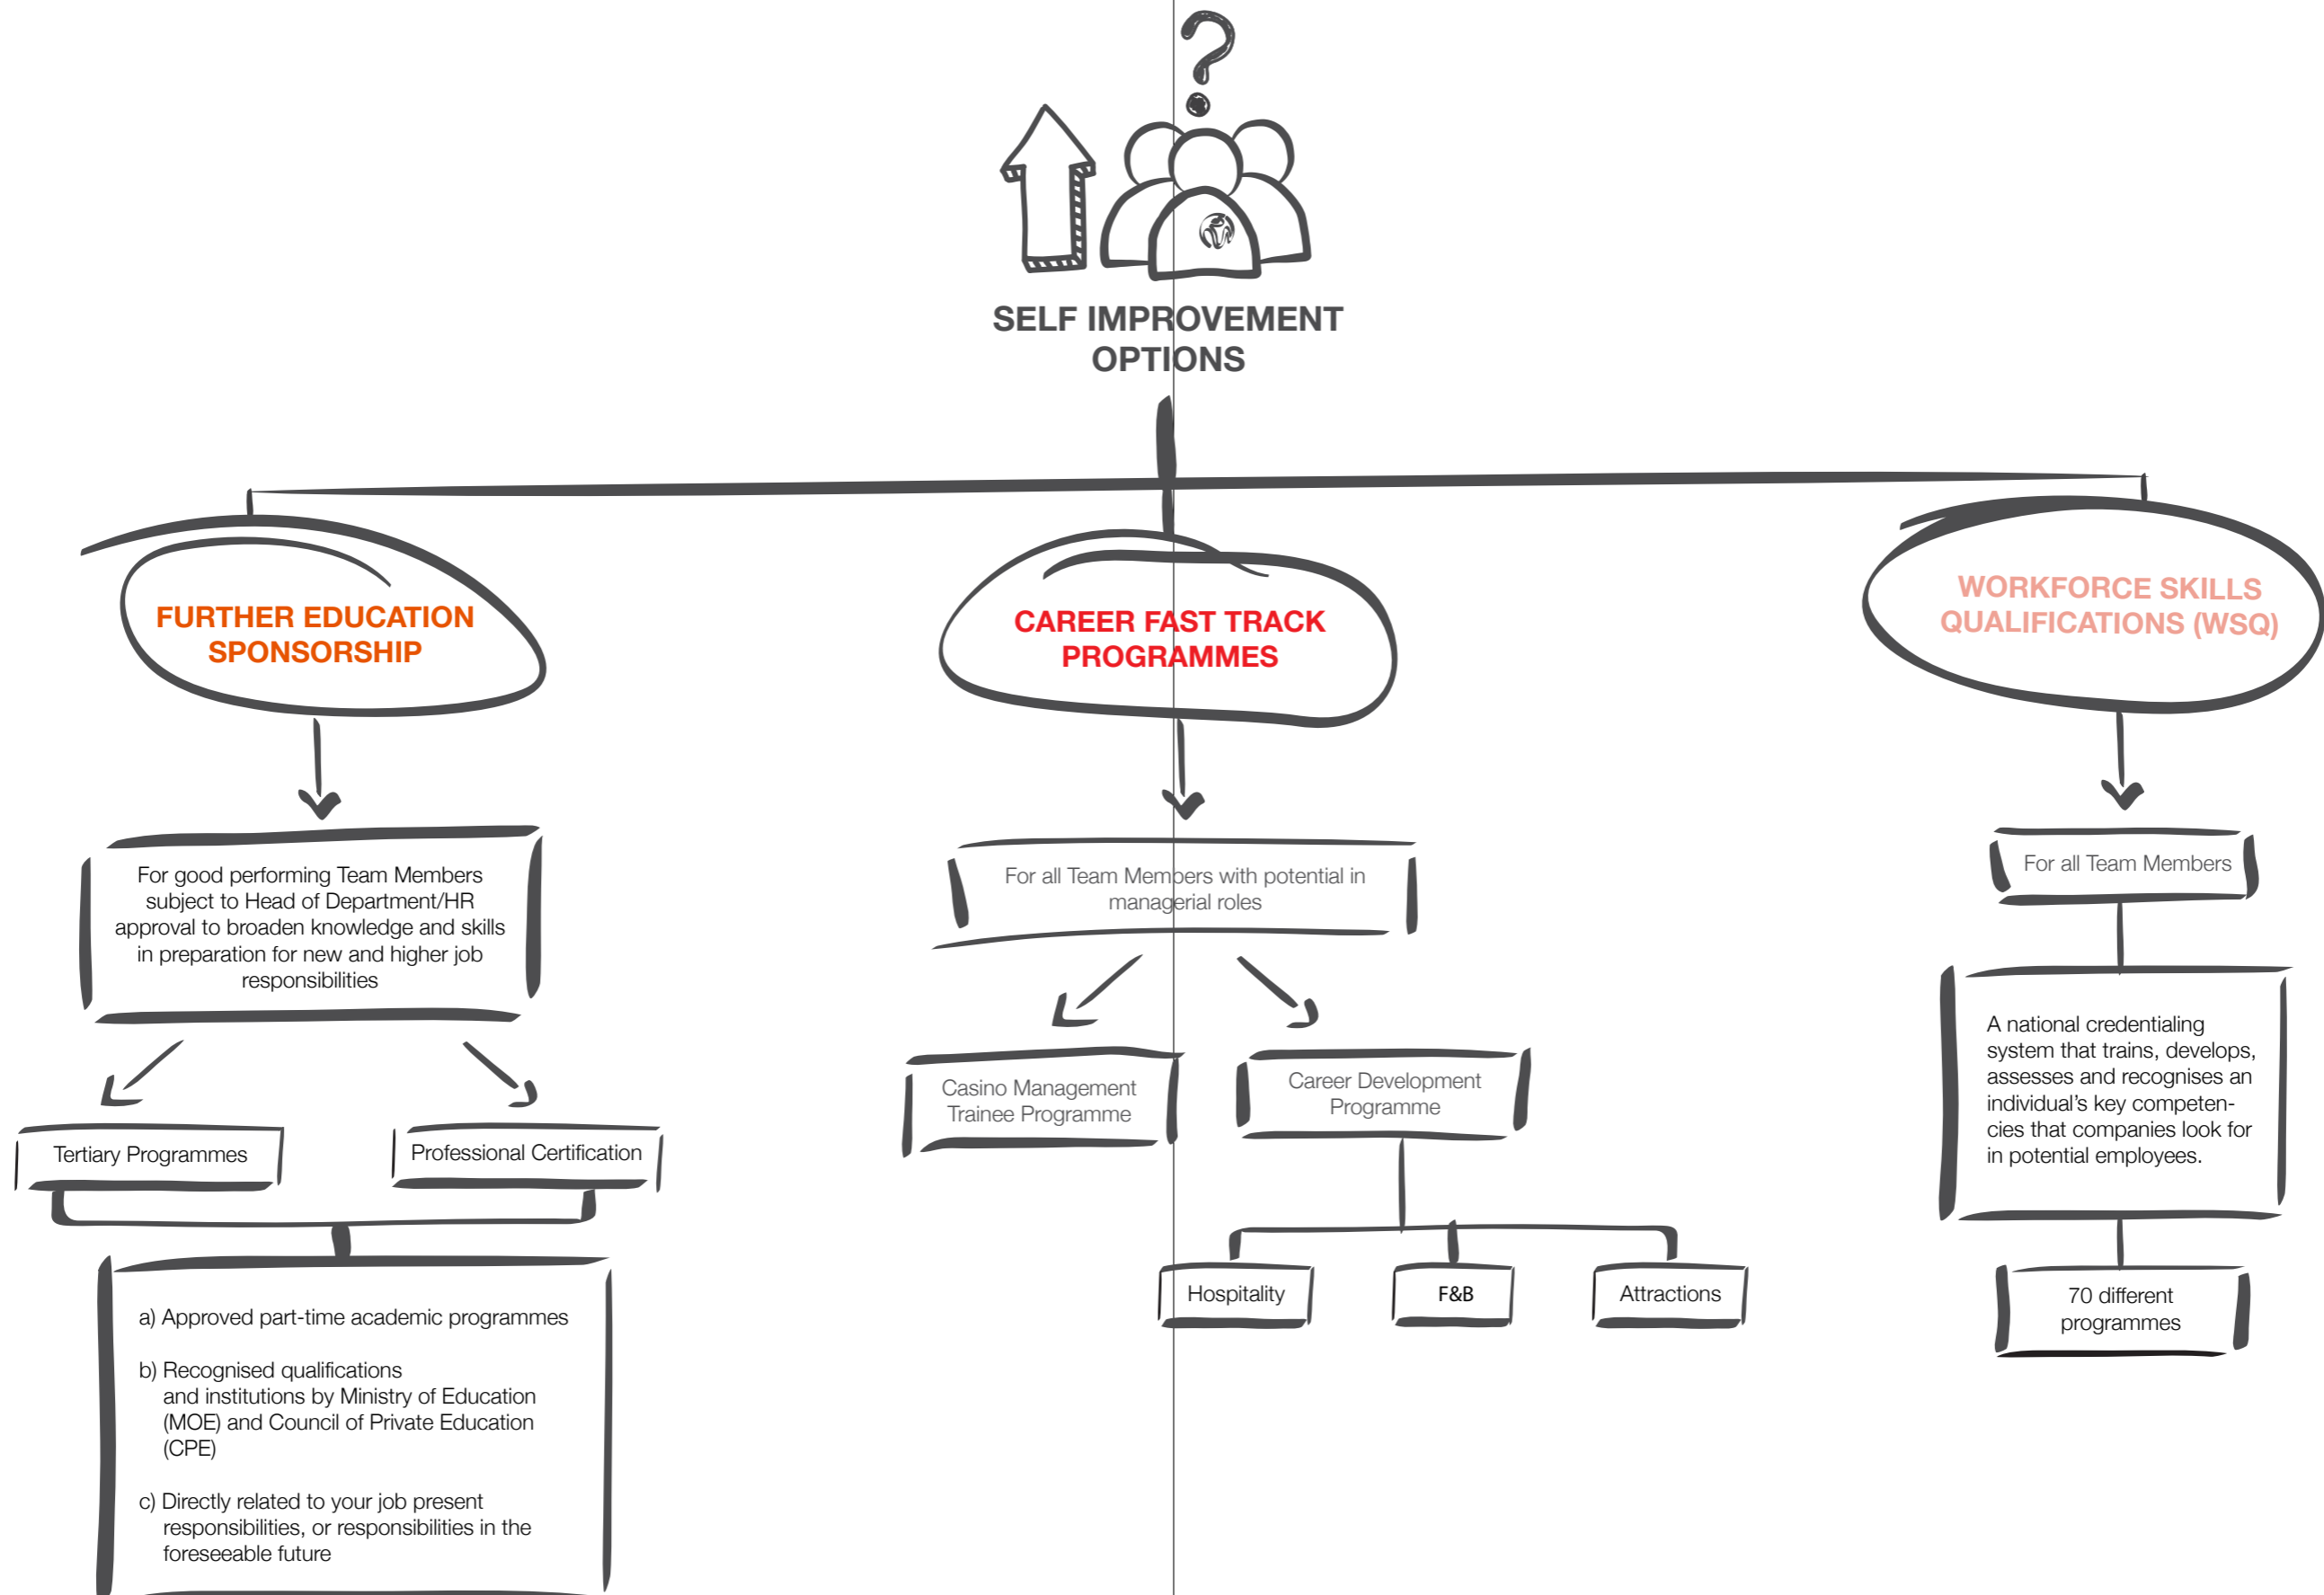 ?
SELF IMPROVEMENT
OPTIONS
FURTHER EDUCATION
SPONSORSHIP
For good performing Team Members
subject to Head of Department/HR
approval to broaden knowledge and skills
in preparation for new and higher job
responsibilities
Tertiary Programmes
Professional Certification
a) Approved part-time academic programmes
b) Recognised qualifications
and institutions by Ministry of Education
(MOE) and Council of Private Education
(CPE)
c) Directly related to your job present
responsibilities, or responsibilities in the
foreseeable future
CAREER FAST TRACK
PROGRAMMES
For all Team Members with potential in
managerial roles
Casino Management
Trainee Programme
Career Development
Programme
Hospitality
F&B
Attractions
WORKFORCE SKILLS
QUALIFICATIONS (WSQ)
For all Team Members
A national credentialing
system that trains, develops,
assesses and recognises an
individual's key competen-
cies that companies look for
in potential employees.
70 different
programmes